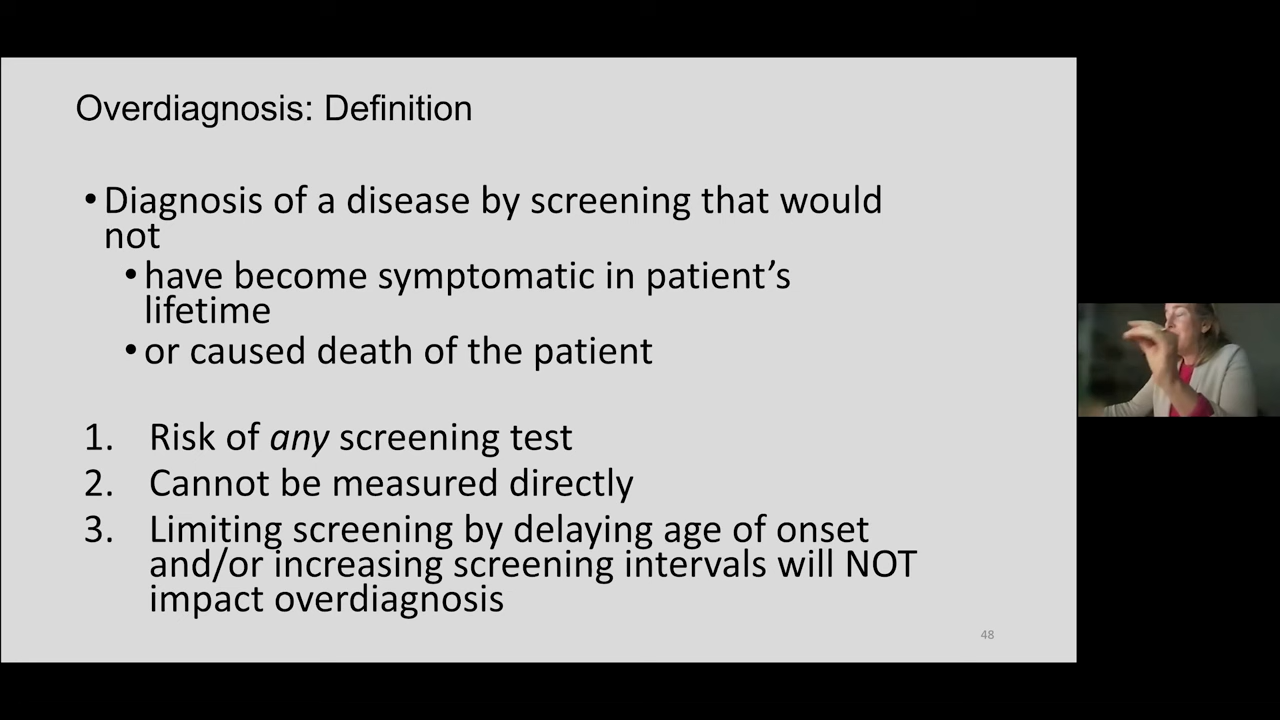 Overdiagnosis: Definition
• Diagnosis of a disease by screening that would
not
• have become symptomatic in patient’s
lifetime
• or caused death of the patient
1. Risk of any screening test
2. Cannot be measured directly
3. Limiting screening by delaying age of onset
and/or increasing screening intervals will NOT
impact overdiagnosis
48